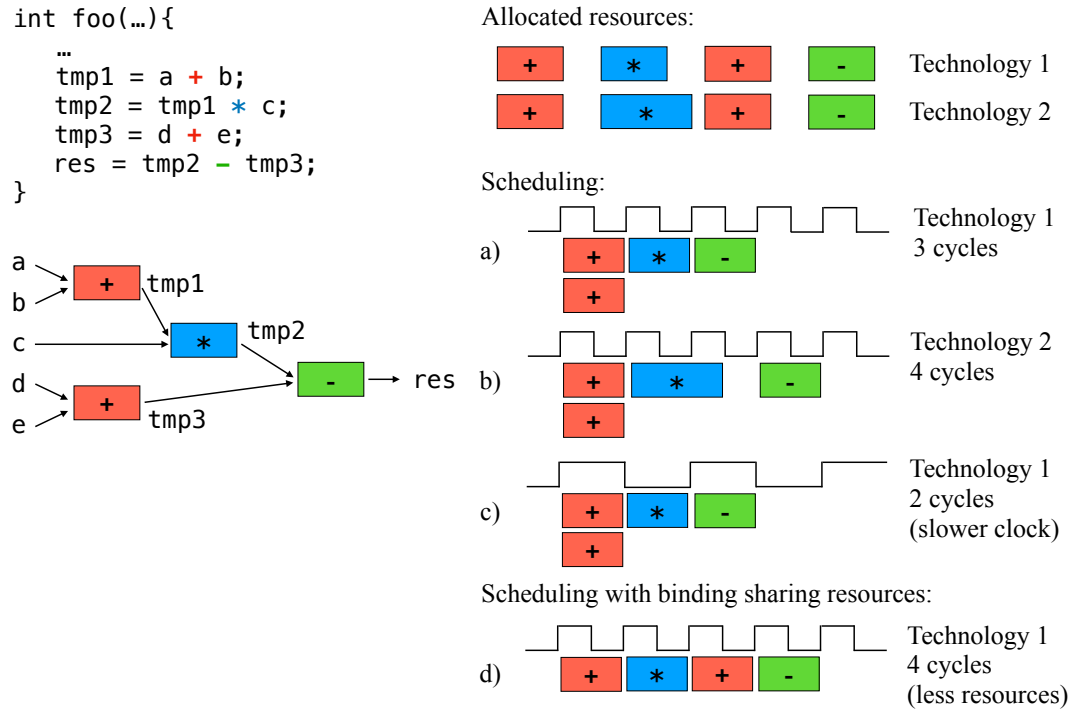 int foo(…){
…
tmp1 = a + b;
tmp2 = tmp1 * c;
tmp3 = d + e;
res = tmp2 - tmp3;
}
a
b
c
d
e
+
tmp1
*
tmp2
+
tmp3
-
res
Allocated resources:
+ * + - Technology 1
+ * + - Technology 2
Scheduling:
a)
+ * -
+
Technology 1
3 cycles
b)
+ * -
+
Technology 2
4 cycles
c)
+ * -
+
Technology 1
2 cycles
(slower clock)
Scheduling with binding sharing resources:
d)
+ * + -
Technology 1
4 cycles
(less resources)